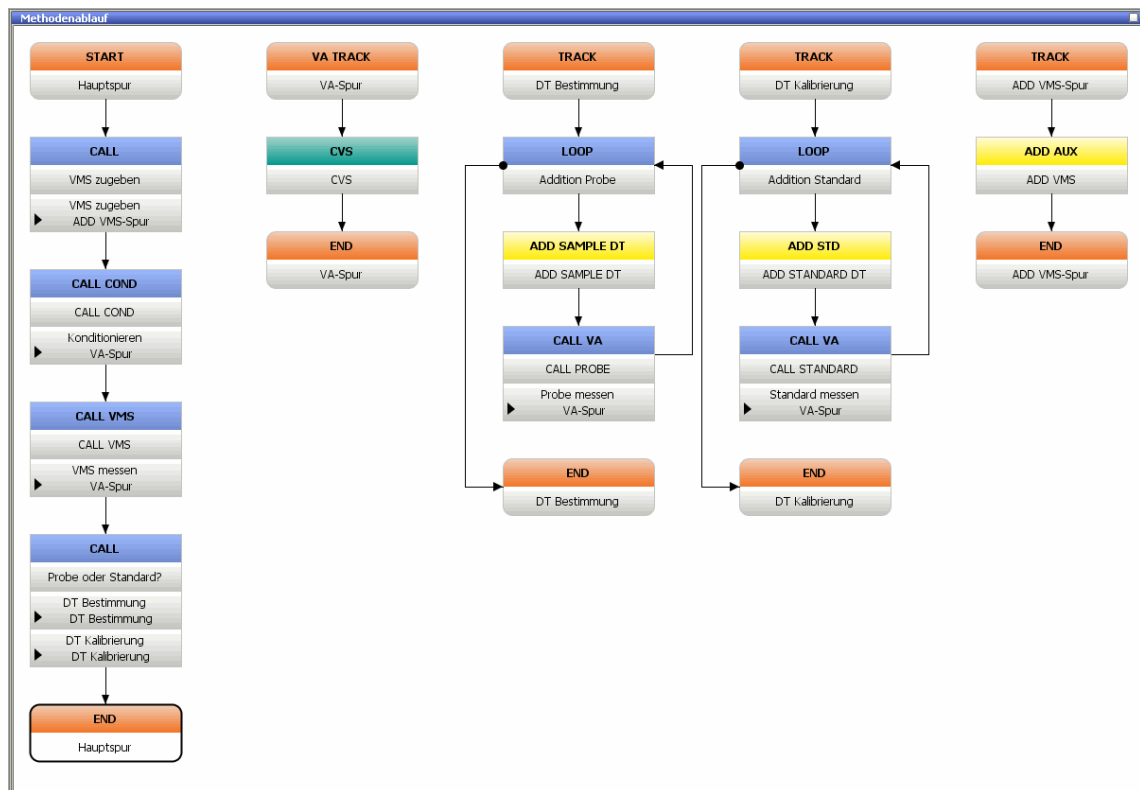 Methodenablauf
START
Hauptspur
CALL
VMS zugeben
VMS zugeben
ADD VMS-Spur
CALL COND
CALL COND
Konditionieren
VA-Spur
CALL VMS
CALL VMS
VMS messen
VA-Spur
CALL
Probe oder Standard?
DT Bestimmung
DT Bestimmung
DT Kalibrierung
DT Kalibrierung
END
Hauptspur
VA TRACK
VA-Spur
CVS
CVS
END
VA-Spur
TRACK
DT Bestimmung
LOOP
Addition Probe
ADD SAMPLE DT
ADD SAMPLE DT
CALL VA
CALL PROBE
Probe messen
VA-Spur
END
DT Bestimmung
TRACK
DT Kalibrierung
LOOP
Addition Standard
ADD STD
ADD STANDARD DT
CALL VA
CALL STANDARD
Standard messen
VA-Spur
END
DT Kalibrierung
TRACK
ADD VMS-Spur
ADD AUX
ADD VMS
END
ADD VMS-Spur